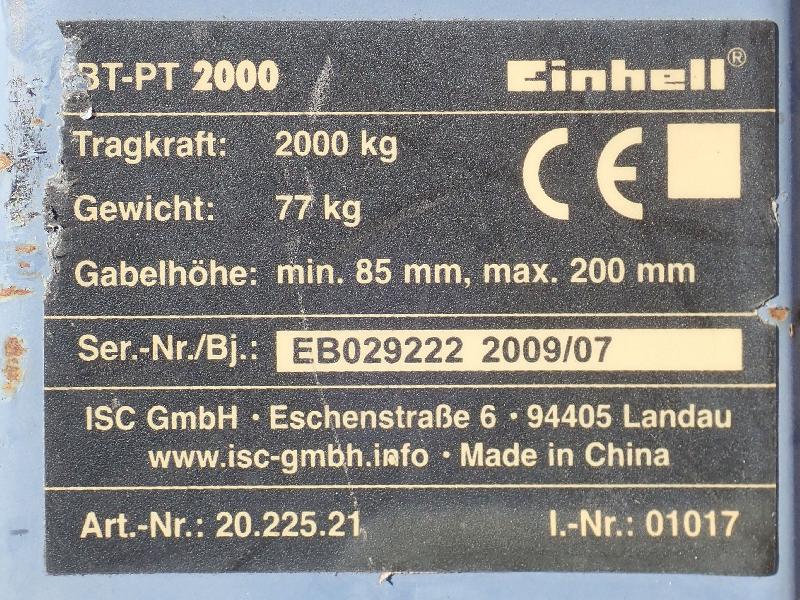 BT-PT 2000 Einhell®
Tragkraft: 2000 kg CE
Gewicht: 77 kg
Gabelhöhe: min. 85 mm, max. 200 mm
Ser.-Nr./Bj.: EB029222 2009/07
ISC GmbH · Eschenstraße 6 · 94405 Landau
www.isc-gmbh.info · Made in China
Art.-Nr.: 20.225.21 I.-Nr.: 01017